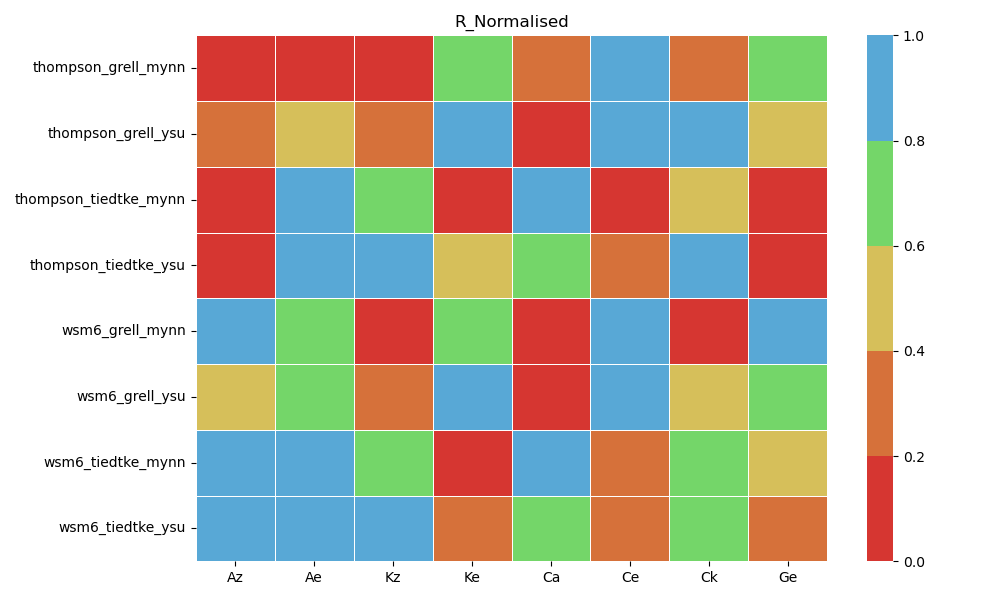 R_Normalised
thompson_grell_mynn
thompson_grell_ysu
thompson_tiedtke_mynn
thompson_tiedtke_ysu
wsm6_grell_mynn
wsm6_grell_ysu
wsm6_tiedtke_mynn
wsm6_tiedtke_ysu
Az Ae Kz Ke Ca Ce Ck Ge
1.0
0.8
0.6
0.4
0.2
0.0